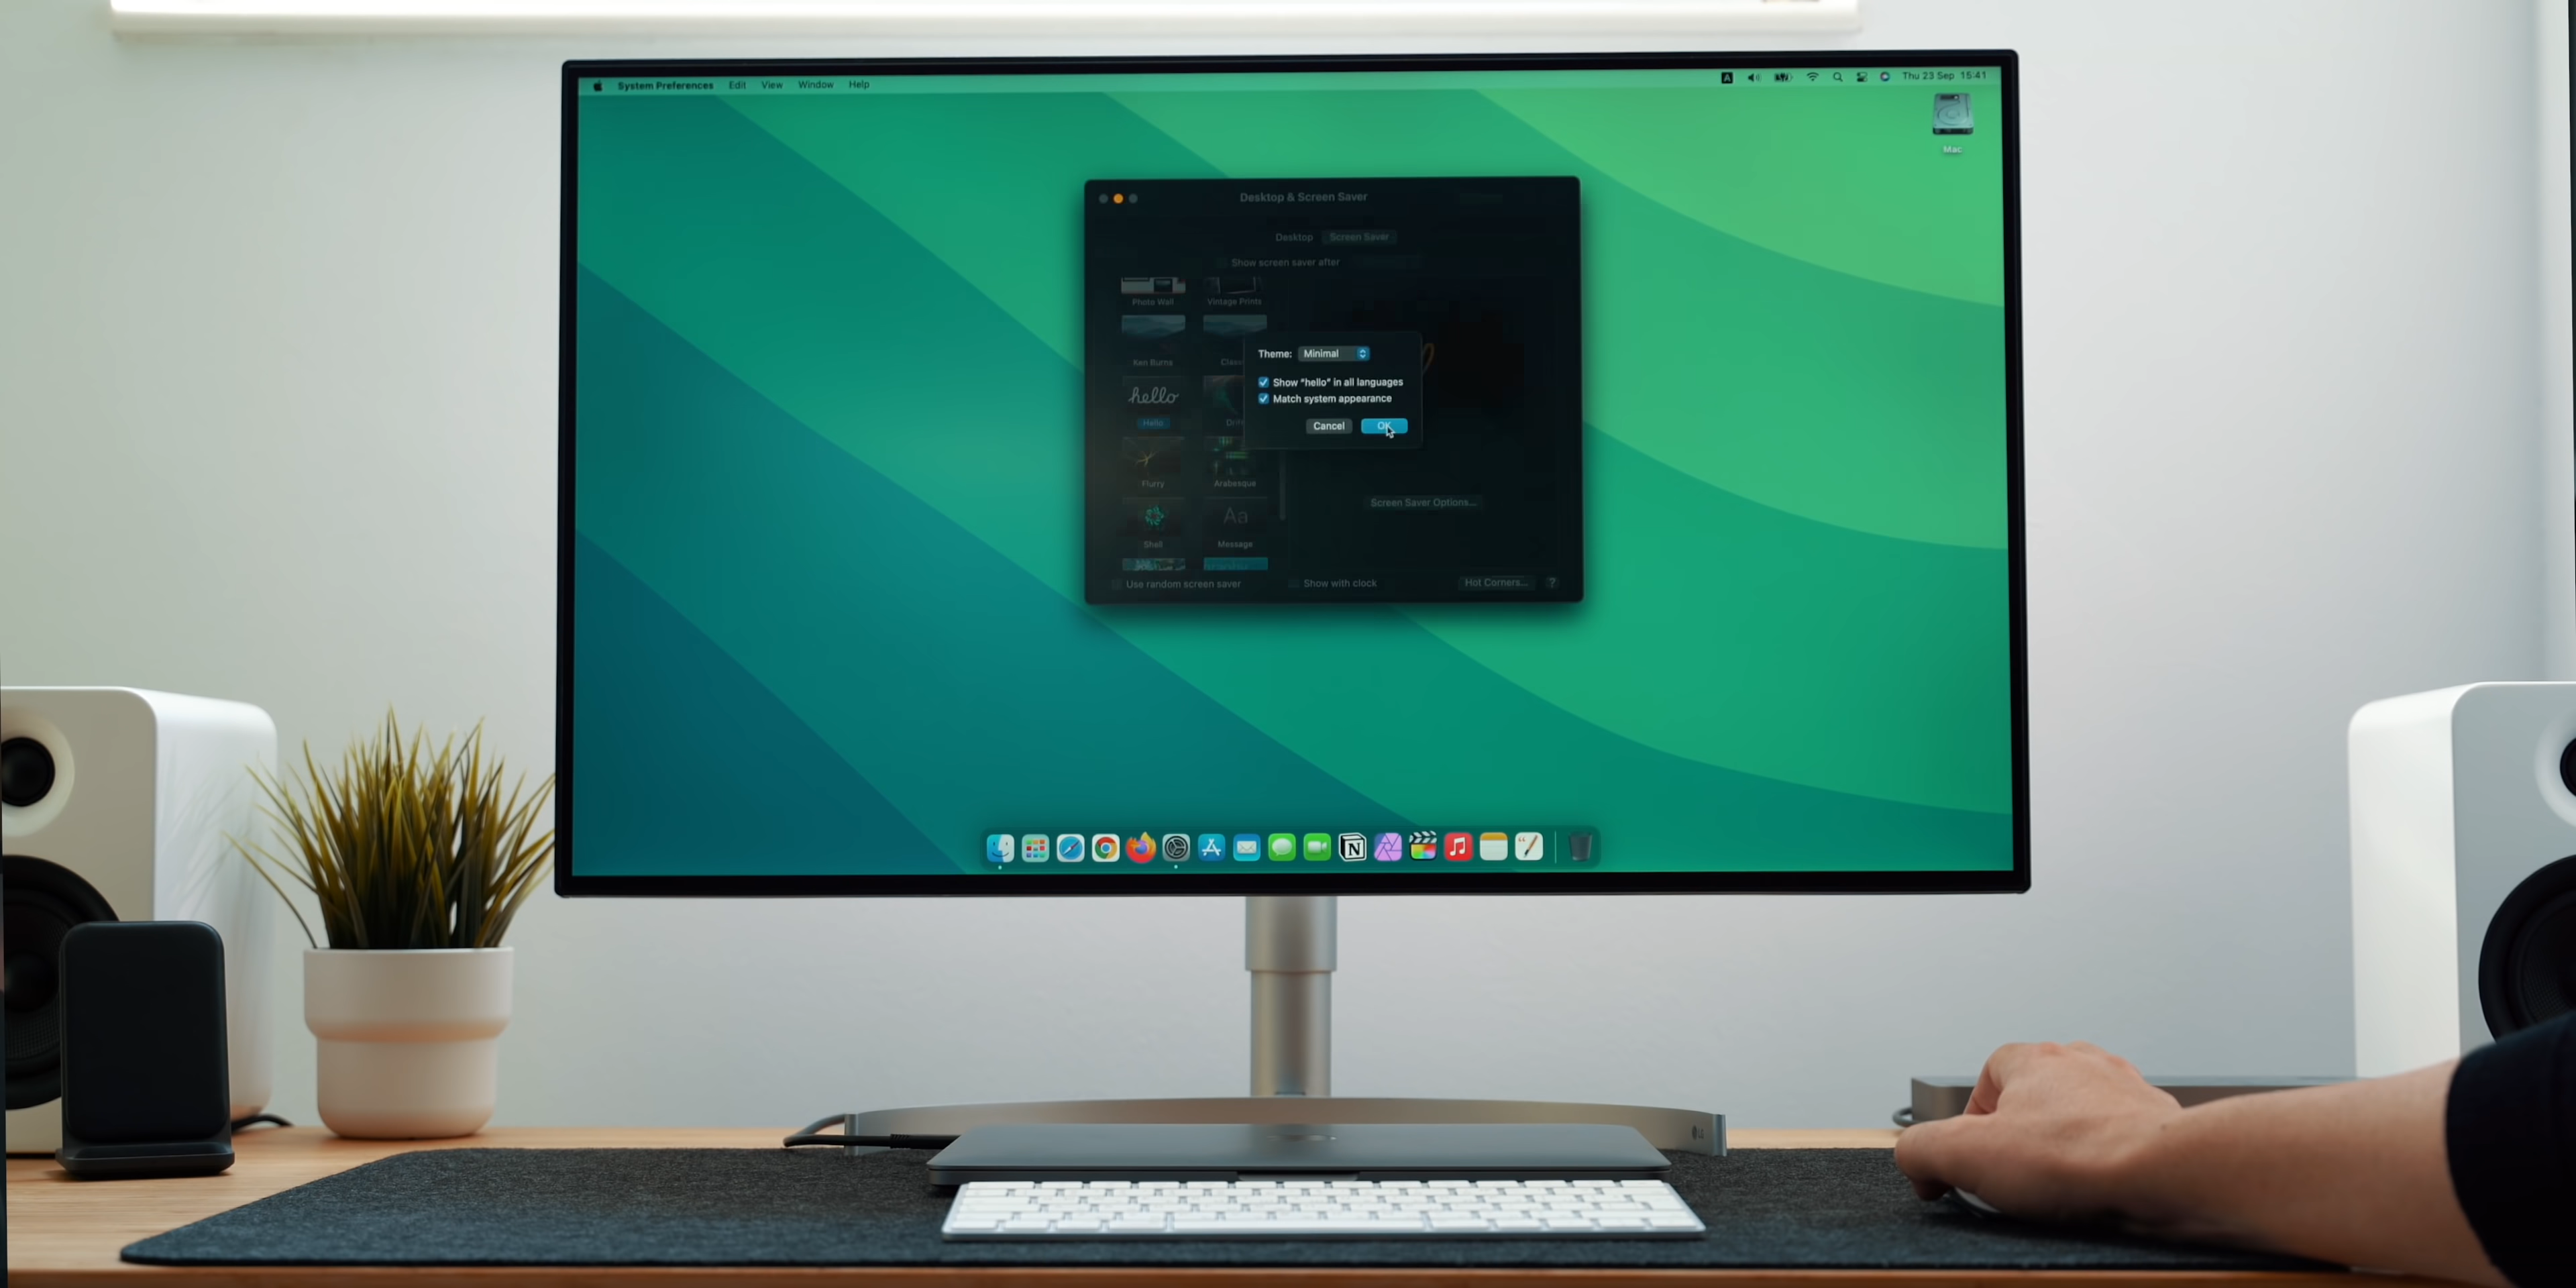 System Preferences Edit View Window Help
Thu 23 Sep 15:41
Mac
Desktop & Screen Saver
Desktop Screen Saver
Show screen saver after
Photo Wall Vintage Prints
Ken Burns
hello
Hello
Theme: Minimal
Show "hello" in all languages
Match system appearance
Cancel OK
Flurry Arabesque
Screen Saver Options...
Aa
Shell Message
Use random screen saver Show with clock Hot Corners... ?
LG